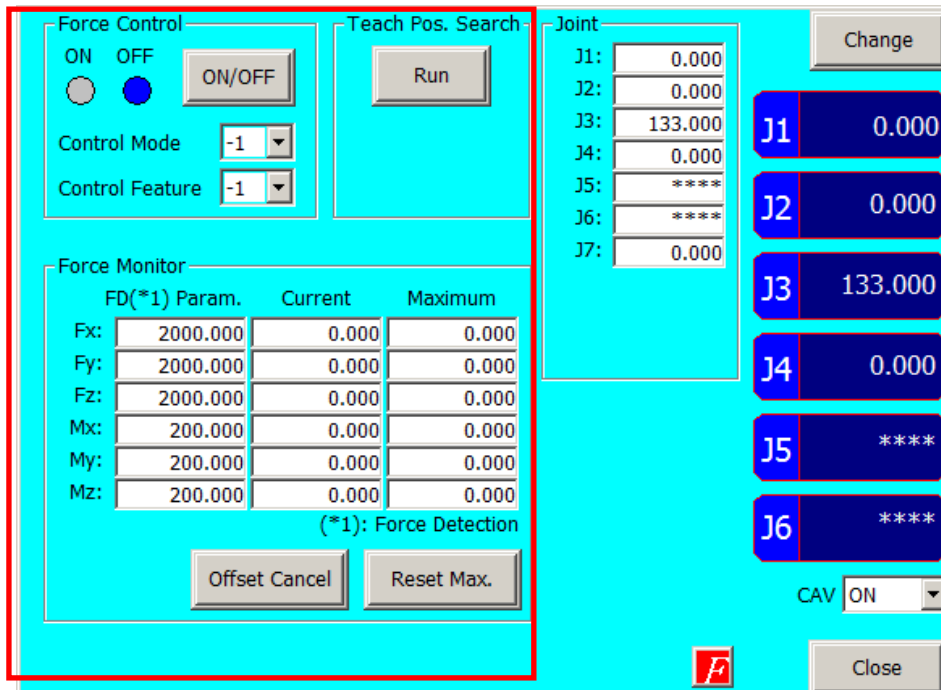 Force Control
ON OFF
ON/OFF
Control Mode -1
Control Feature -1
Teach Pos. Search
Run
Force Monitor
FD(*1) Param. Current Maximum
Fx: 2000.000 0.000 0.000
Fy: 2000.000 0.000 0.000
Fz: 2000.000 0.000 0.000
Mx: 200.000 0.000 0.000
My: 200.000 0.000 0.000
Mz: 200.000 0.000 0.000
(*1): Force Detection
Offset Cancel Reset Max.
Joint
J1: 0.000
J2: 0.000
J3: 133.000
J4: 0.000
J5: ****
J6: ****
J7: 0.000
Change
J1 0.000
J2 0.000
J3 133.000
J4 0.000
J5 ****
J6 ****
CAV ON
F
Close